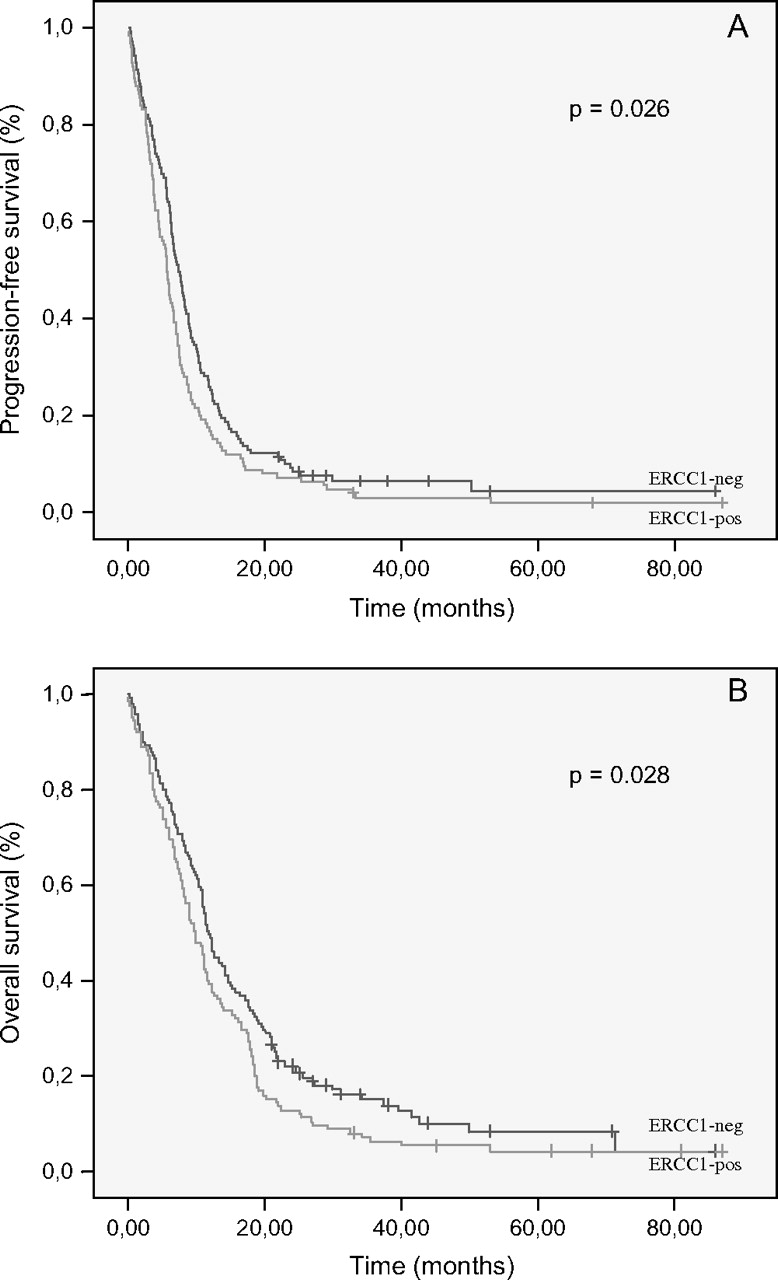 A
p = 0.026
Progression-free survival (%)
1,0
0,8
0,6
0,4
0,2
0,0
ERCC1-neg
ERCC1-pos
0,00 20,00 40,00 60,00 80,00
Time (months)
B
p = 0.028
Overall survival (%)
1,0
0,8
0,6
0,4
0,2
0,0
ERCC1-neg
ERCC1-pos
0,00 20,00 40,00 60,00 80,00
Time (months)